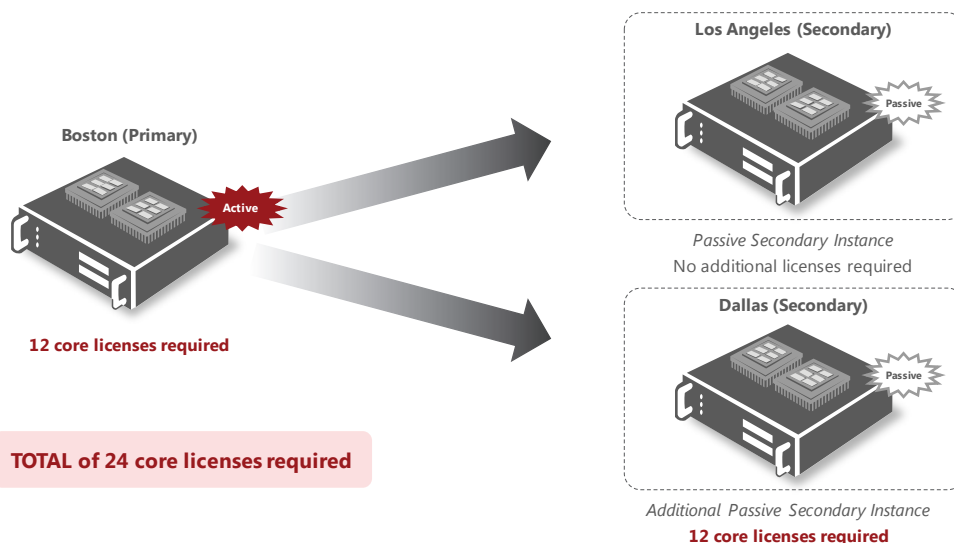 Los Angeles (Secondary)
Passive
Boston (Primary)
Active
Passive Secondary Instance
No additional licenses required
Dallas (Secondary)
12 core licenses required
Passive
TOTAL of 24 core licenses required
Additional Passive Secondary Instance
12 core licenses required